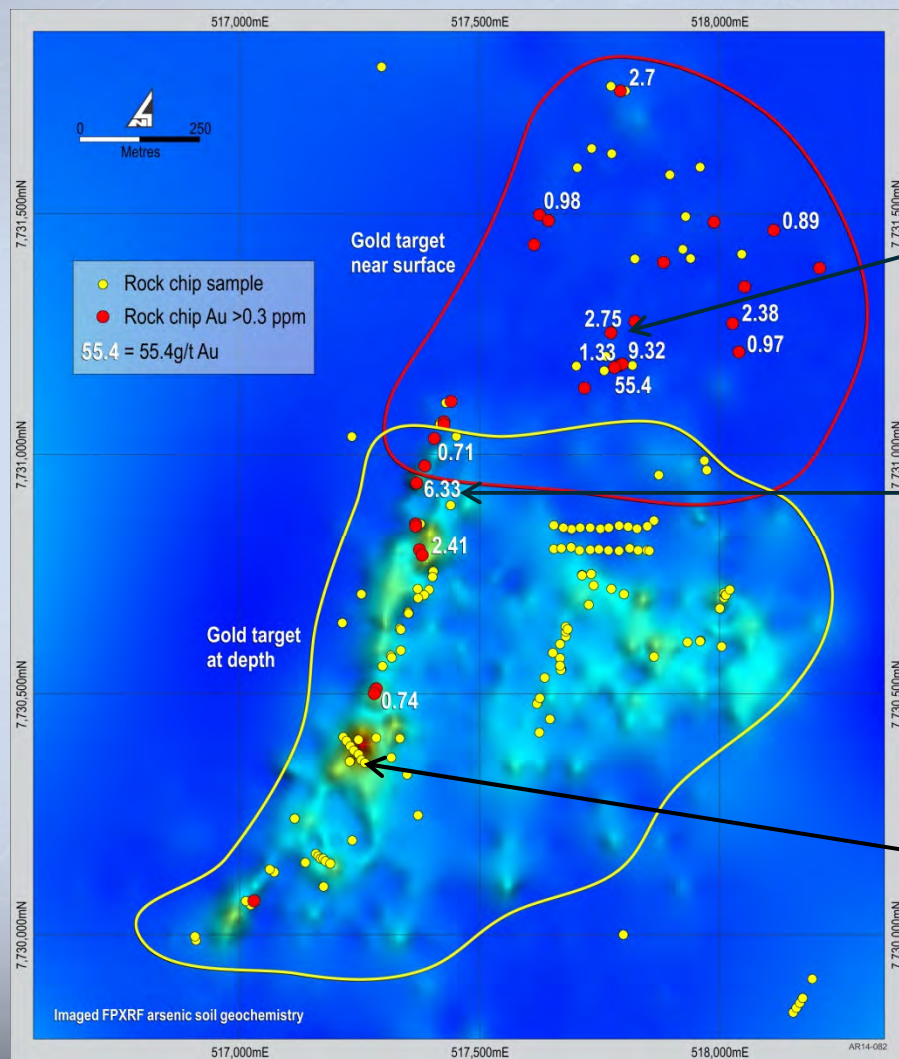 517,000mE 517,500mE 518,000mE
2.7
N
0 250
Metres
7,731,500mN 7,731,500mN
0.98
0.89
Gold target
near surface
Rock chip sample
Rock chip Au >0.3 ppm
55.4 = 55.4g/t Au
2.75
2.38
1.33 9.32
0.97
55.4
7,731,000mN 7,731,000mN
0.71
6.33
2.41
Gold target
at depth
7,730,500mN 7,730,500mN
0.74
7,730,000mN 7,730,000mN
Imaged FPXRF arsenic soil geochemistry
AR14-082
517,000mE 517,500mE 518,000mE